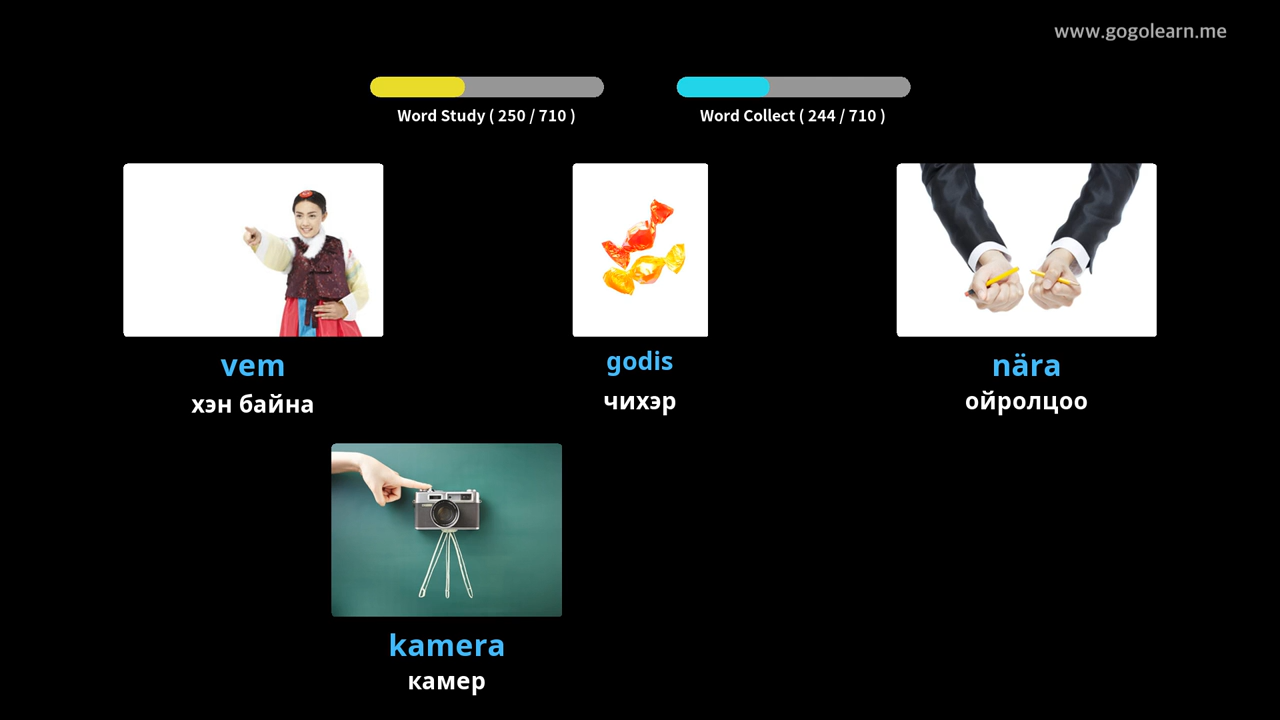 www.gogolearn.me
Word Study ( 250 / 710 )
Word Collect ( 244 / 710 )
vem
хэн байна
godis
чихэр
nära
ойролцоо
kamera
камер